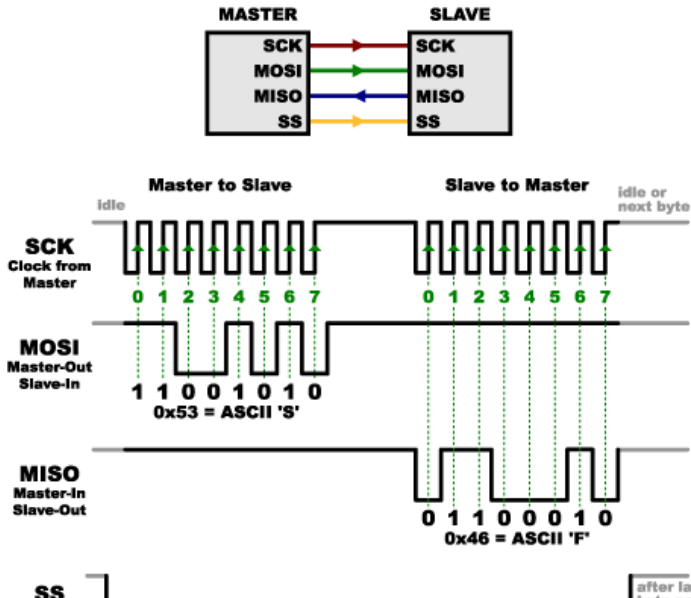 MASTER SLAVE
SCK SCK
MOSI MOSI
MISO MISO
SS SS
Master to Slave Slave to Master
idle idle or
next byte
SCK
Clock from
Master
0 1 2 3 4 5 6 7 0 1 2 3 4 5 6 7
MOSI
Master-Out
Slave-In
1 1 0 0 1 0 1 0
0x53 = ASCII 'S'
MISO
Master-In
Slave-Out
0 1 1 0 0 0 1 0
0x46 = ASCII 'F'
SS
after la